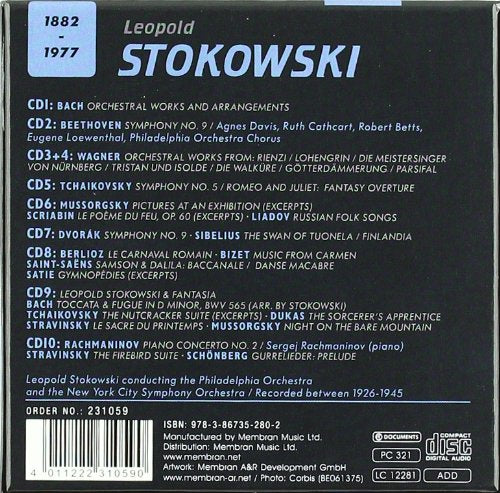 1882
-
1977
Leopold
STOKOWSKI
CD1: BACH ORCHESTRAL WORKS AND ARRANGEMENTS
CD2: BEETHOVEN SYMPHONY NO. 9 / Agnes Davis, Ruth Cathcart, Robert Betts,
Eugene Loewenthal, Philadelphia Orchestra Chorus
CD3+4: WAGNER ORCHESTRAL WORKS FROM: RIENZI / LOHENGRIN / DIE MEISTERSINGER
VON NÜRNBERG / TRISTAN UND ISOLDE / DIE WALKÜRE / GÖTTERDÄMMERUNG / PARSIFAL
CD5: TCHAIKOVSKY SYMPHONY NO. 5 / ROMEO AND JULIET: FANTASY OVERTURE
CD6: MUSSORGSKY PICTURES AT AN EXHIBITION (EXCERPTS)
SCRIABIN LE POÈME DU FEU, OP. 60 (EXCERPTS) • LIADOV RUSSIAN FOLK SONGS
CD7: DVORÁK SYMPHONY NO. 9 • SIBELIUS THE SWAN OF TUONELA / FINLANDIA
CD8: BERLIOZ LE CARNAVAL ROMAIN • BIZET MUSIC FROM CARMEN
SAINT-SAËNS SAMSON & DALILA: BACCANALE / DANSE MACABRE
SATIE GYMNOPÉDIES (EXCERPTS)
CD9: LEOPOLD STOKOWSKI & FANTASIA
BACH TOCCATA & FUGUE IN D MINOR, BWV 565 (ARR. BY STOKOWSKI)
TCHAIKOVSKY THE NUTCRACKER SUITE (EXCERPTS) • DUKAS THE SORCERER'S APPRENTICE
STRAVINSKY LE SACRE DU PRINTEMPS • MUSSORGSKY NIGHT ON THE BARE MOUNTAIN
CD10: RACHMANINOV PIANO CONCERTO NO. 2 / Sergej Rachmaninov (piano)
STRAVINSKY THE FIREBIRD SUITE • SCHÖNBERG GURRELIEDER: PRELUDE
Leopold Stokowski conducting the Philadelphia Orchestra
and the New York City Symphony Orchestra / Recorded between 1926-1945
ORDER NO.: 231059
4 011222 310590
ISBN: 978-3-86735-280-2
Manufactured by Membran Music Ltd.
Distribution: Membran Music Ltd.
www.membran.net
Artwork: Membran A&R Development GmbH
www.membran-ar.net / Photo: Corbis (BE061375)
DOCUMENTS
PC 321
LC 12281
COMPACT
disc
DIGITAL AUDIO
ADD